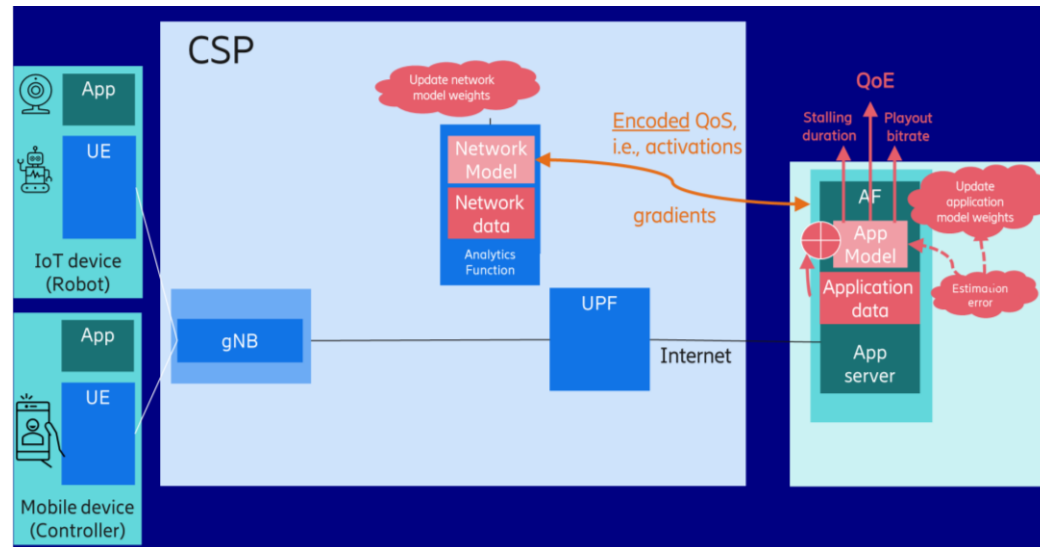 CSP
App
UE
IoT device
(Robot)
App
UE
Mobile device
(Controller)
gNB
Update network
model weights
Network
Model
Network
data
Analytics
Function
UPF
Internet
Encoded QoS,
i.e., activations
gradients
QoE
Stalling
duration
Playout
bitrate
AF
Update
application
model weights
App
Model
Estimation
error
Application
data
App
server